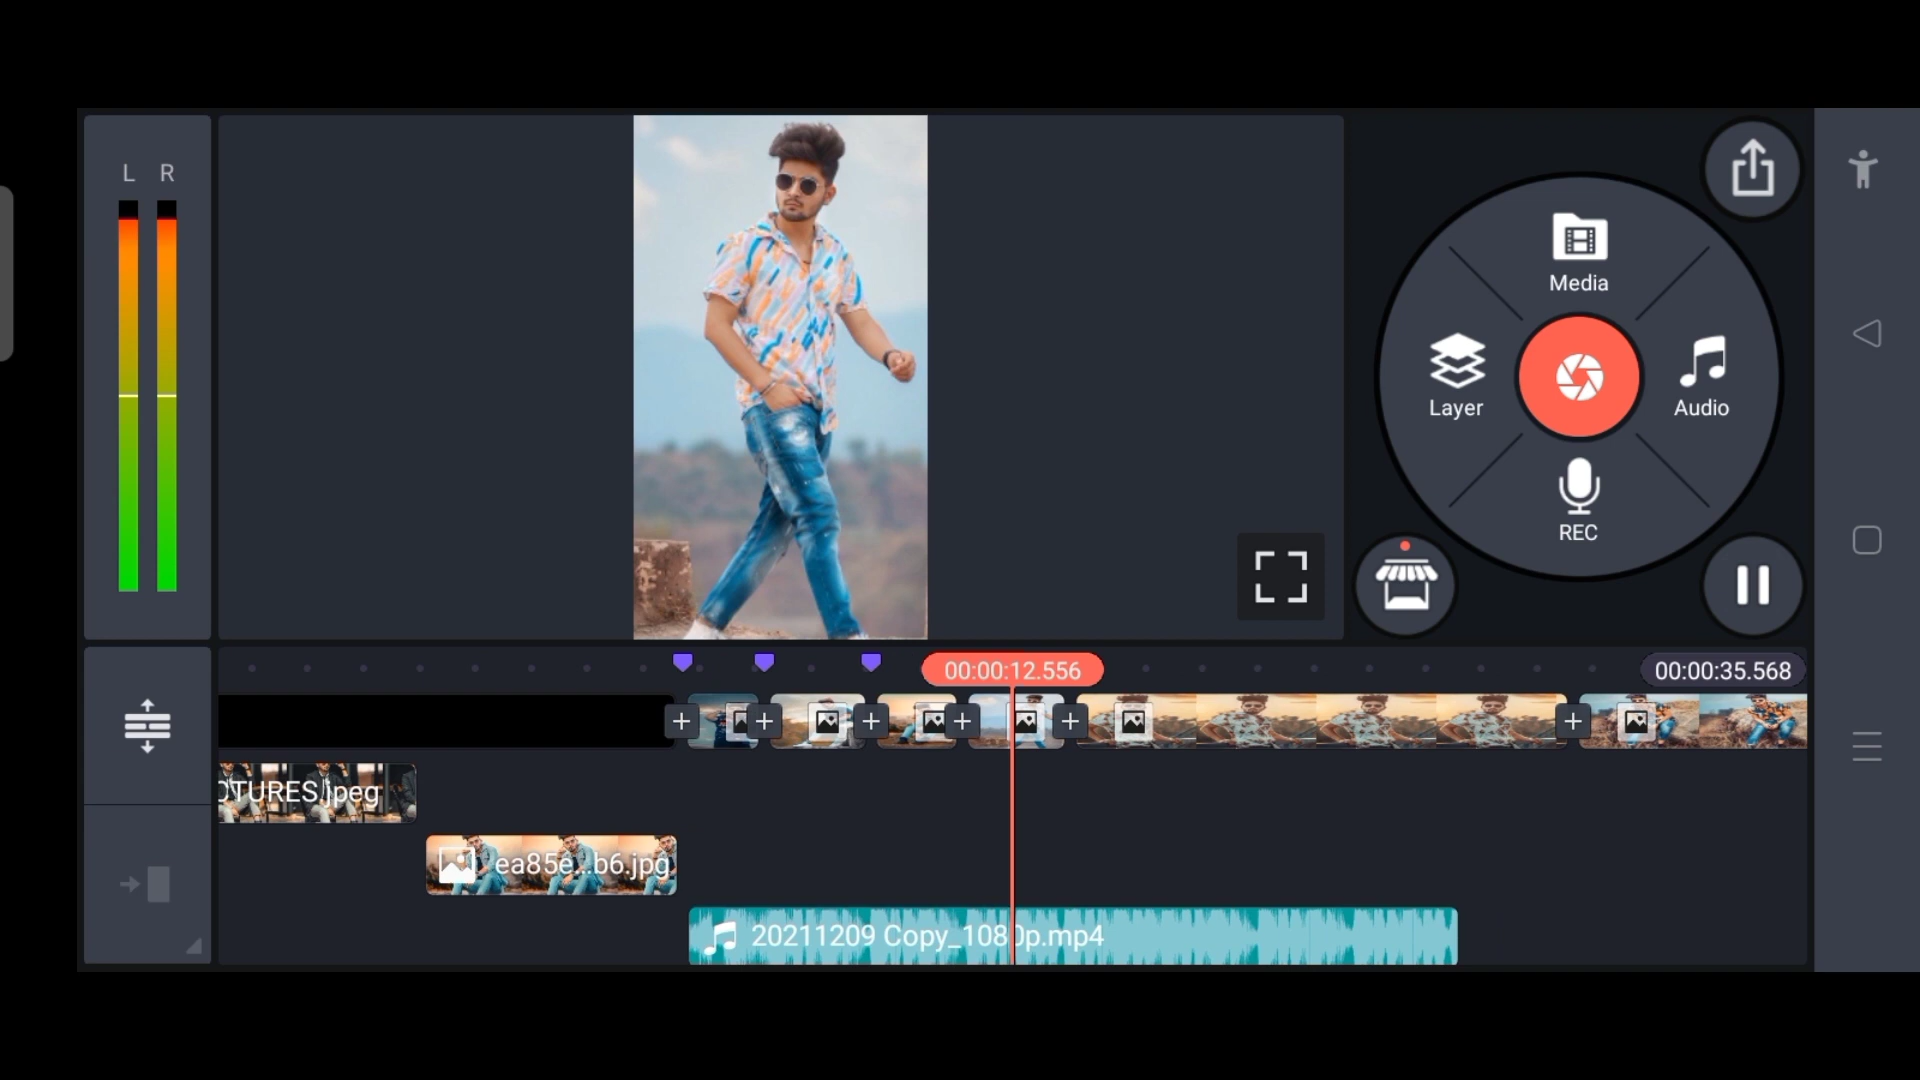 L R
Media
Layer
Audio
REC
00:00:12.556
00:00:35.568
CTURES.jpeg
ea85e...b6.jpg
20211209 Copy_1080p.mp4